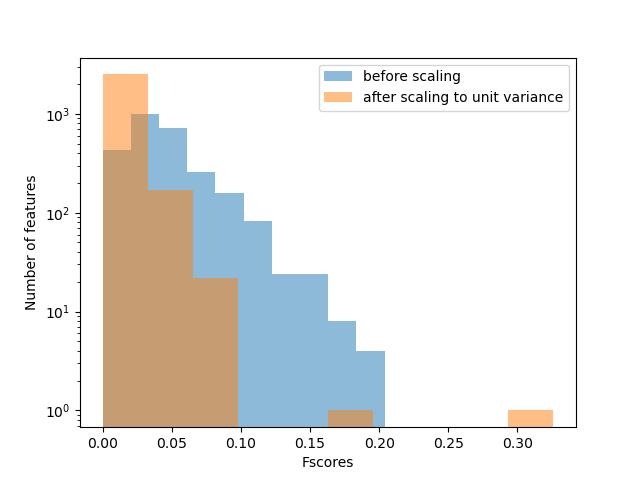 before scaling
after scaling to unit variance
Number of features
10³
10²
10¹
10⁰
0.00 0.05 0.10 0.15 0.20 0.25 0.30
Fscores